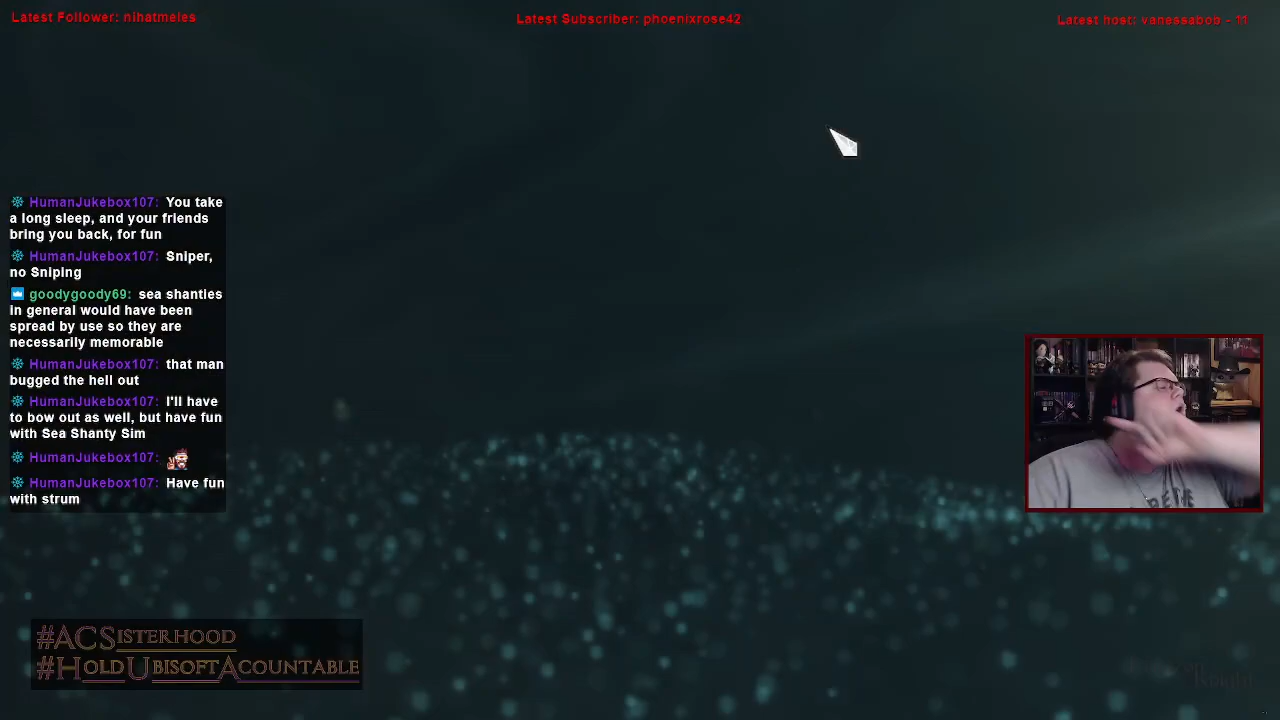 Latest Follower: nihatmeles
Latest Subscriber: phoenixrose42
Latest host: vanessabob - 11
HumanJukebox107: You take
a long sleep, and your friends
bring you back, for fun
HumanJukebox107: Sniper,
no Sniping
goodygoody69: sea shanties
in general would have been
spread by use so they are
necessarily memorable
HumanJukebox107: that man
bugged the hell out
HumanJukebox107: I'll have
to bow out as well, but have fun
with Sea Shanty Sim
HumanJukebox107:
HumanJukebox107: Have fun
with strum
#ACSisterhood
#HoldUbisoftAcountable